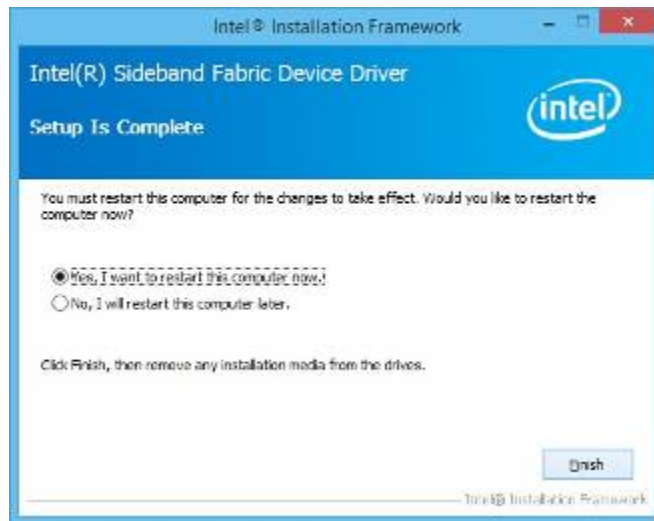 Intel® Installation Framework
Intel(R) Sideband Fabric Device Driver
intel
Setup Is Complete
You must restart this computer for the changes to take effect. Would you like to restart the
computer now?
Yes, I want to restart this computer now.
No, I will restart this computer later.
Click Finish, then remove any installation media from the drives.
Finish
Intel® Installation Framework